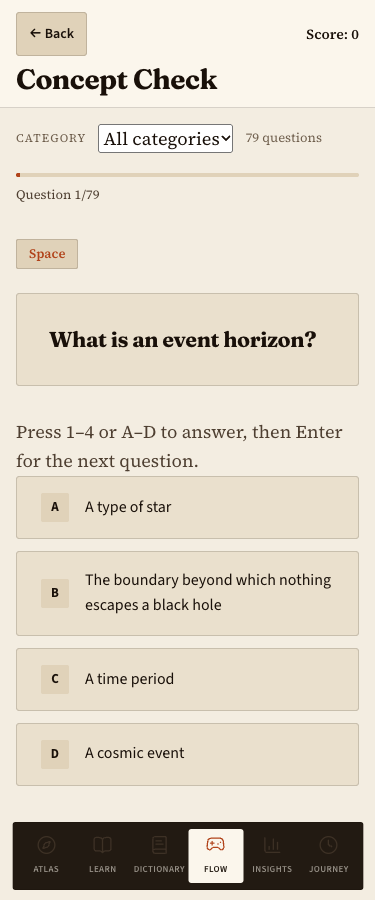 ← Back
Score: 0
Concept Check
CATEGORY All categories 79 questions
Question 1/79
Space
What is an event horizon?
Press 1–4 or A–D to answer, then Enter
for the next question.
A A type of star
B The boundary beyond which nothing
escapes a black hole
C A time period
D A cosmic event
ATLAS LEARN DICTIONARY FLOW INSIGHTS JOURNEY